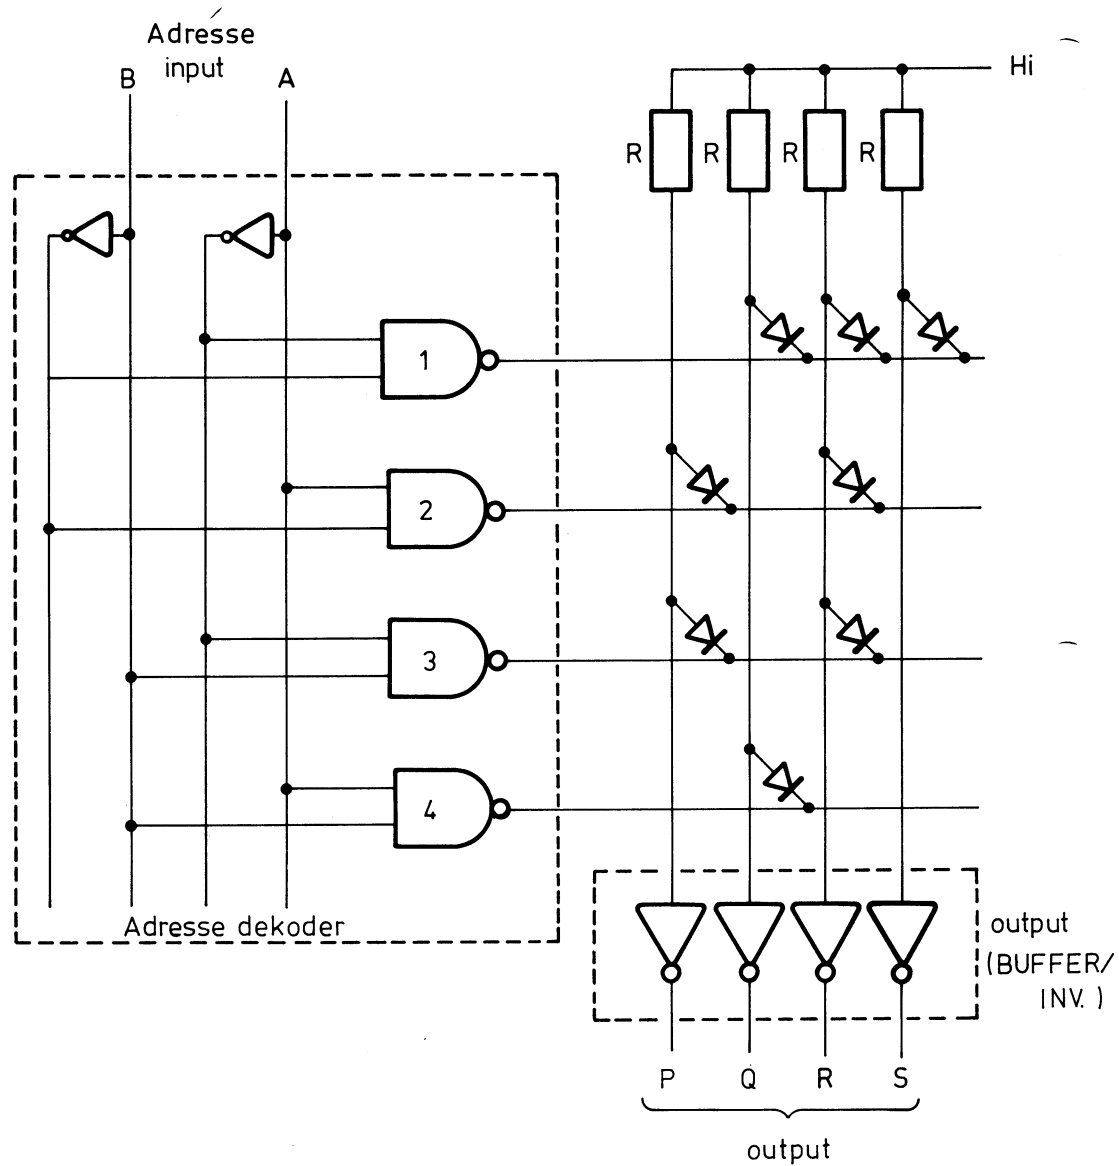 Adresse
input
B
A
Hi
R
R
R
R
1
2
3
4
Adresse dekoder
output
(BUFFER/
INV.)
P
Q
R
S
output